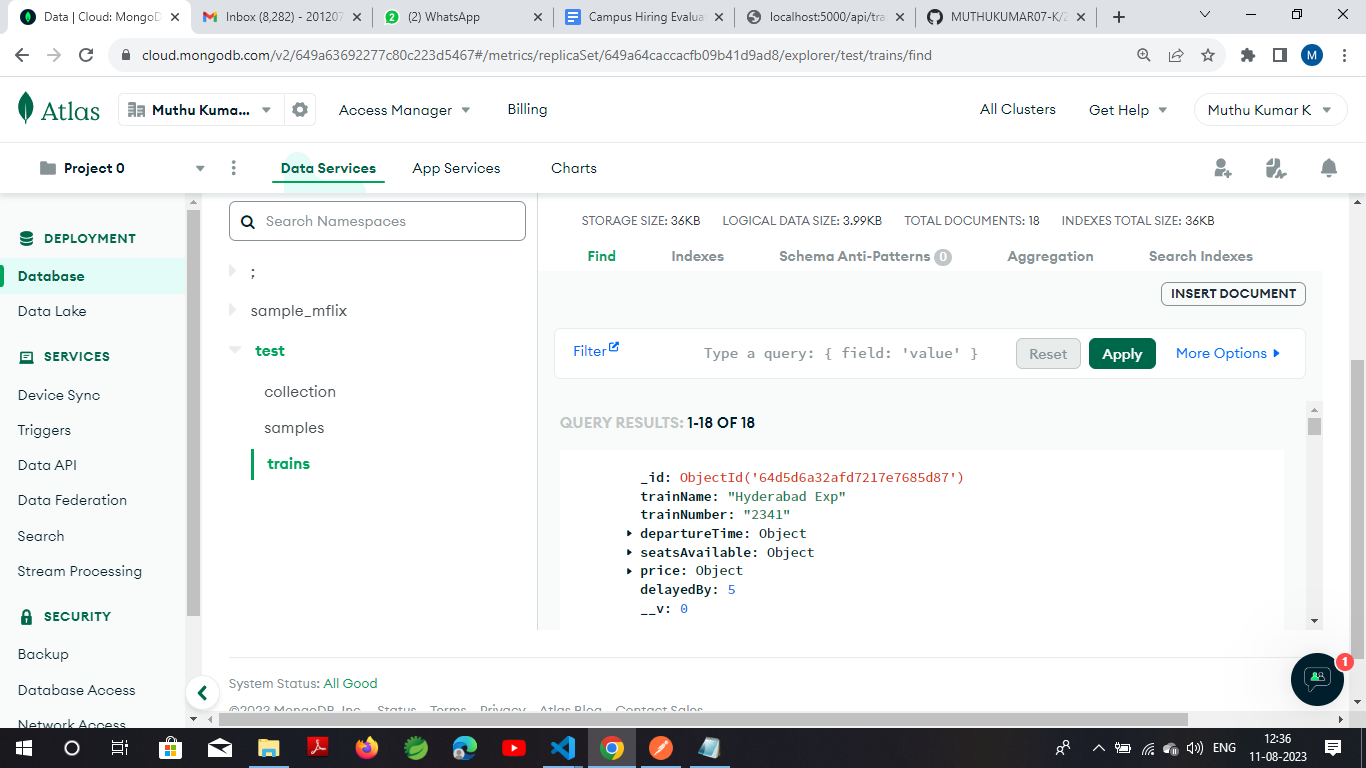 Data | Cloud: MongoD
Inbox (8,282) - 201207
(2) WhatsApp
Campus Hiring Evalua
localhost:5000/api/tra
MUTHUKUMAR07-K/2
cloud.mongodb.com/v2/649a63692277c80c223d5467#/metrics/replicaSet/649a64caccacfb09b41d9ad8/explorer/test/trains/find
M
Atlas
Muthu Kuma...
Access Manager
Billing
All Clusters
Get Help
Muthu Kumar K
Project 0
Data Services
App Services
Charts
DEPLOYMENT
Database
Data Lake
SERVICES
Device Sync
Triggers
Data API
Data Federation
Search
Stream Processing
SECURITY
Backup
Database Access
Network Access
Search Namespaces
;
sample_mflix
test
collection
samples
trains
STORAGE SIZE: 36KB LOGICAL DATA SIZE: 3.99KB TOTAL DOCUMENTS: 18 INDEXES TOTAL SIZE: 36KB
Find Indexes Schema Anti-Patterns 0 Aggregation Search Indexes
INSERT DOCUMENT
Filter Type a query: { field: 'value' } Reset Apply More Options
QUERY RESULTS: 1-18 OF 18
_id: ObjectId('64d5d6a32afd7217e7685d87')
trainName: "Hyderabad Exp"
trainNumber: "2341"
departureTime: Object
seatsAvailable: Object
price: Object
delayedBy: 5
__v: 0
1
System Status: All Good
©2023 MongoDB, Inc. Status Terms Privacy Atlas Blog Contact Sales
ENG
12:36
11-08-2023